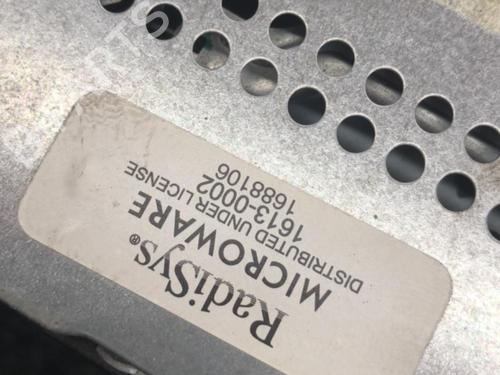 RadiSys®
MICROWARE
DISTRIBUTED UNDER LICENSE
1613-0002
1688106